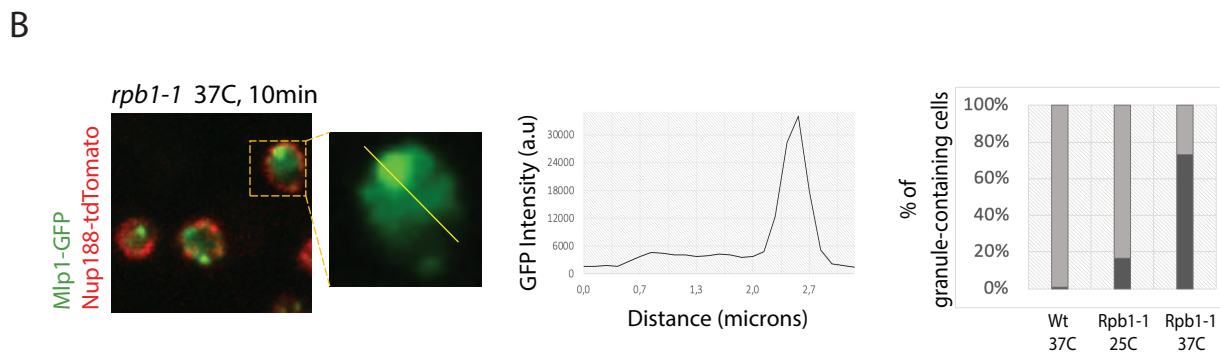 B
rpb1-1 37C, 10min
Mlp1-GFP
Nup188-tdTomato
GFP Intensity (a.u)
30000
24000
18000
12000
6000
0
0,0 0,7 1,3 2,0 2,7
Distance (microns)
% of
granule-containing cells
100%
80%
60%
40%
20%
0%
Wt Rpb1-1 Rpb1-1
37C 25C 37C